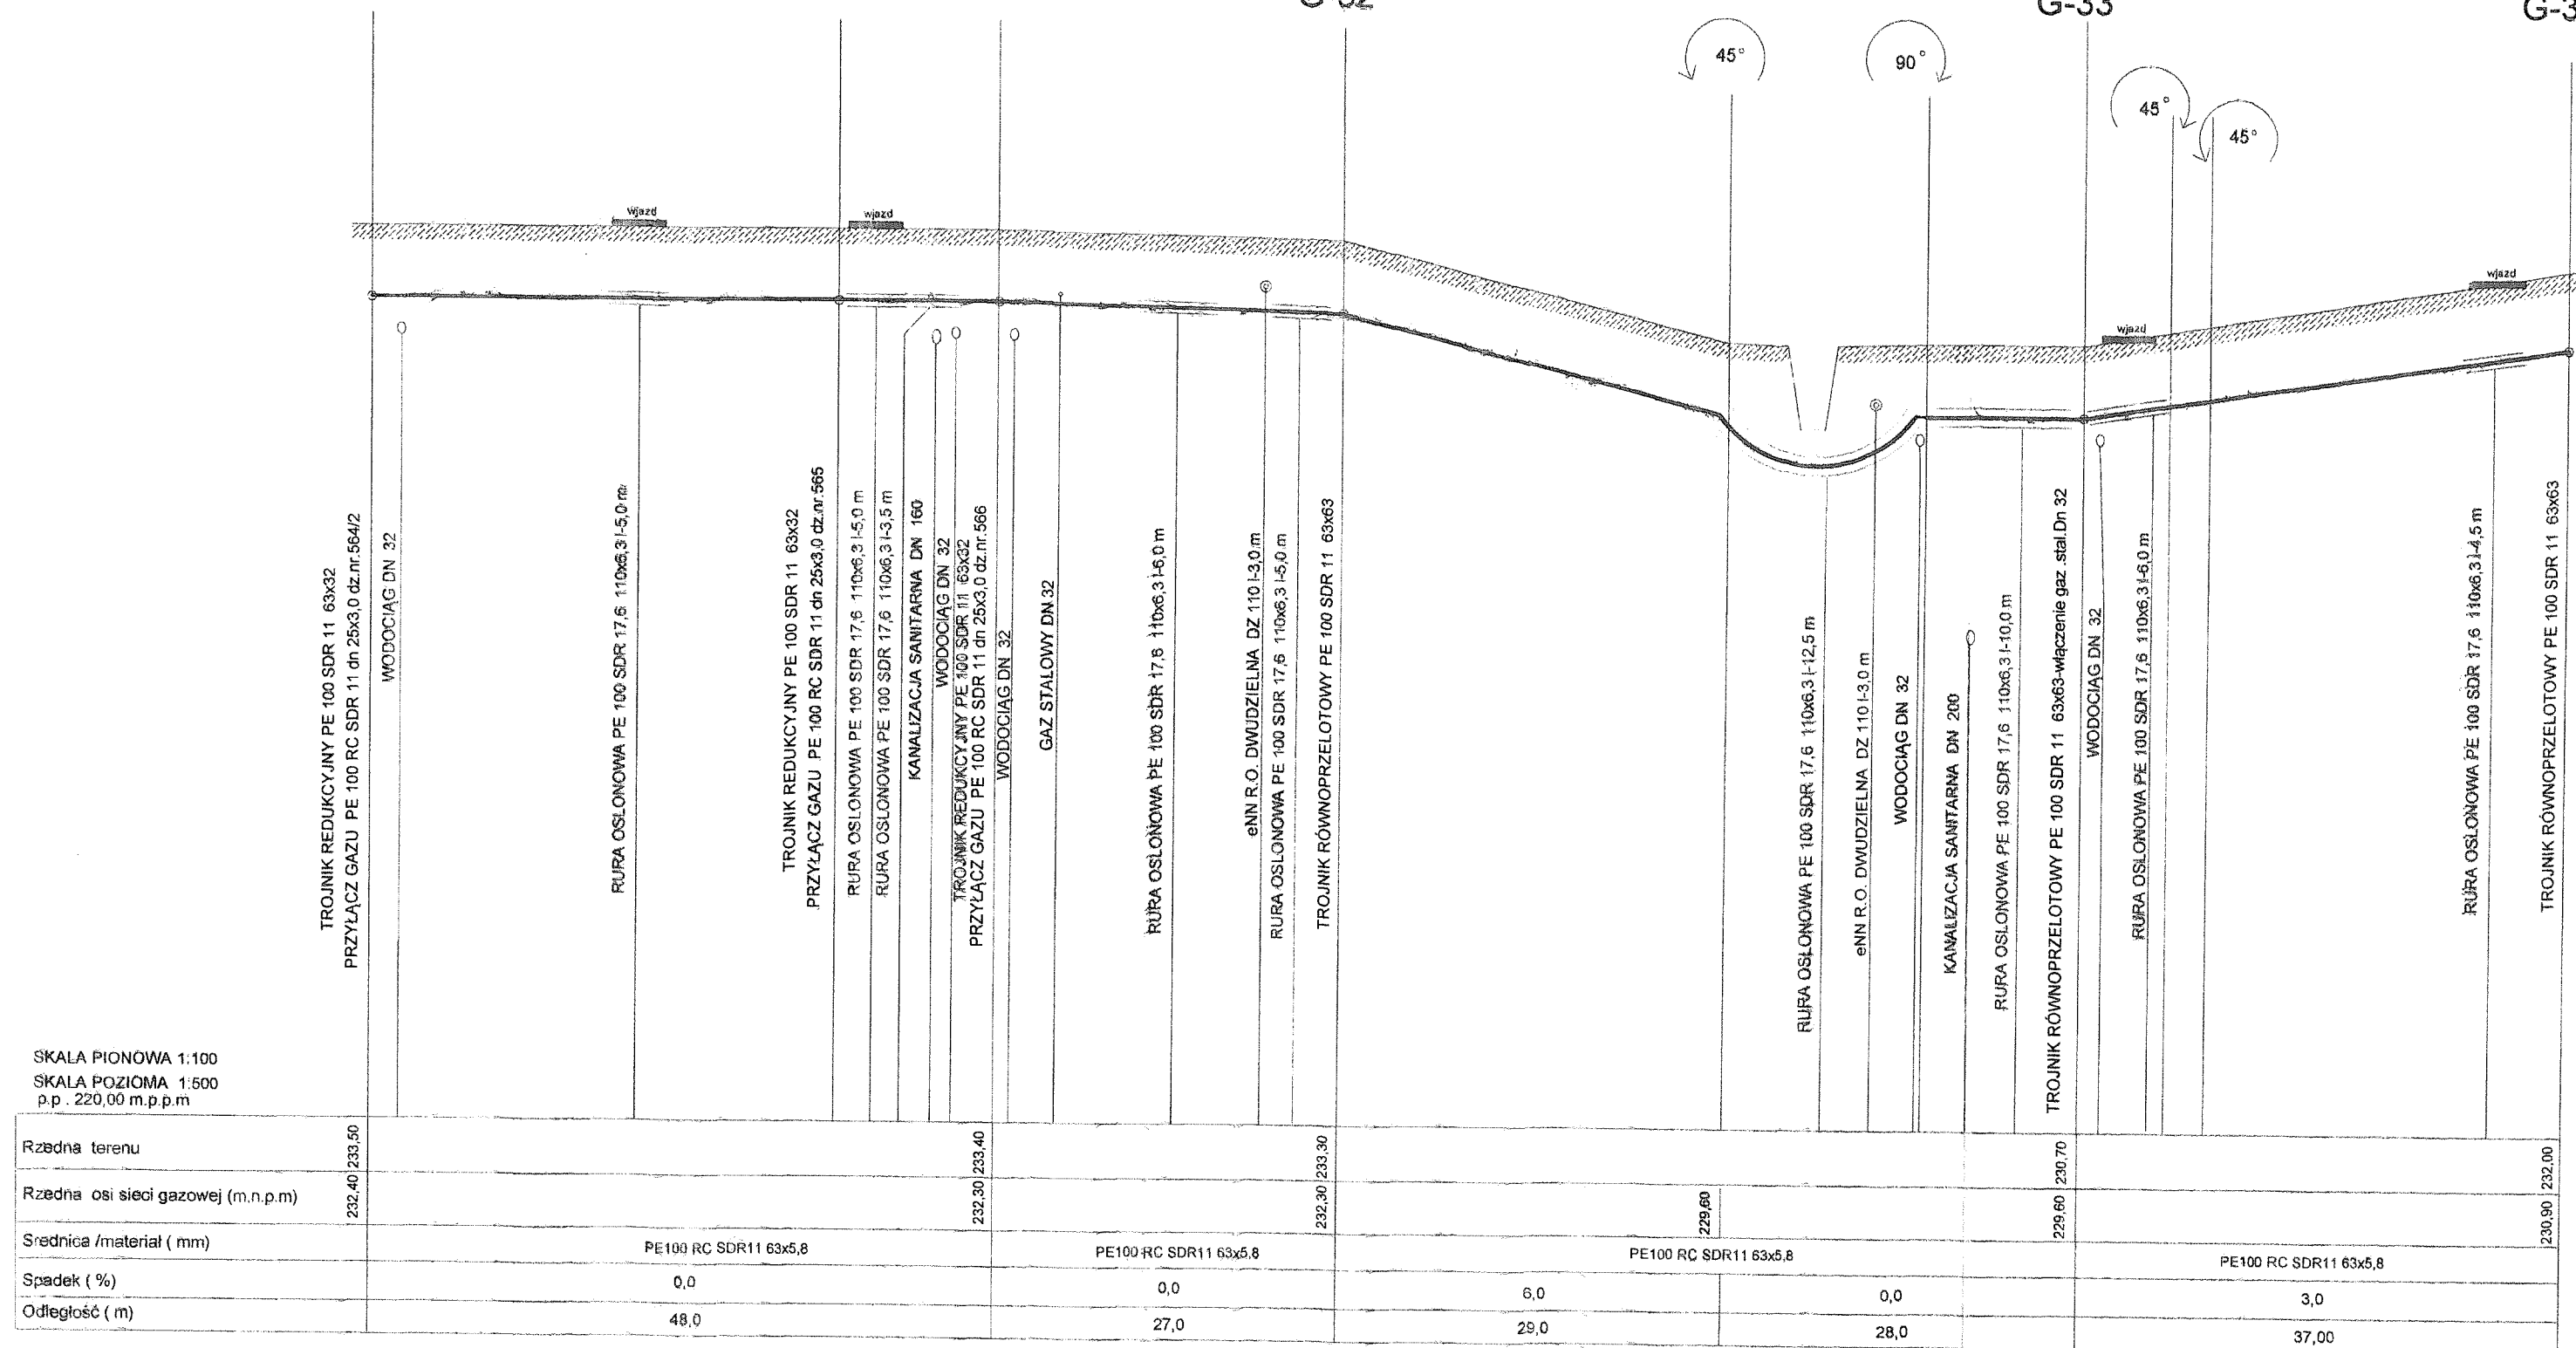 G-32
G-33
G-3
45°
90°
45°
45°
wjazd
wjazd
wjazd
wjazd
TROJNIK REDUKCYJNY PE 100 SDR 11 63x32
PRZYŁĄCZ GAZU PE 100 RC SDR 11 dn 25x3,0 dz.nr.564/2
WODOCIĄG DN 32
RURA OSLONOWA PE 100 SDR 17,6 110x6,3 l-5,0 m
TROJNIK REDUKCYJNY PE 100 SDR 11 63x32
PRZYŁĄCZ GAZU PE 100 RC SDR 11 dn 25x3,0 dz.nr.565
RURA OSLONOWA PE 100 SDR 17,6 110x6,3 l-5,0 m
RURA OSLONOWA PE 100 SDR 17,6 110x6,3 l-3,5 m
KANALIZACJA SANITARNA DN 160
WODOCIĄG DN 32
TROJNIK REDUKCYJNY PE 100 SDR 11 63x32
PRZYŁĄCZ GAZU PE 100 RC SDR 11 dn 25x3,0 dz.nr.566
WODOCIĄG DN 32
GAZ STALOWY DN 32
RURA OSLONOWA PE 100 SDR 17,6 110x6,3 l-6,0 m
eNN R.O. DWUDZIELNA DZ 110 l-3,0 m
RURA OSLONOWA PE 100 SDR 17,6 110x6,3 l-5,0 m
TROJNIK RÓWNOPRZELOTOWY PE 100 SDR 11 63x63
RURA OSLONOWA PE 100 SDR 17,6 110x6,3 l-12,5 m
eNN R.O. DWUDZIELNA DZ 110 l-3,0 m
WODOCIĄG DN 32
KANALIZACJA SANITARNA DN 200
RURA OSLONOWA PE 100 SDR 17,6 110x6,3 l-10,0 m
TROJNIK RÓWNOPRZELOTOWY PE 100 SDR 11 63x63-włączenie gaz .stal.Dn 32
WODOCIĄG DN 32
RURA OSLONOWA PE 100 SDR 17,6 110x6,3 l-6,0 m
RURA OSLONOWA PE 100 SDR 17,6 110x6,3 l-4,5 m
TROJNIK RÓWNOPRZELOTOWY PE 100 SDR 11 63x63
SKALA PIONOWA 1:100
SKALA POZIOMA 1:500
p.p . 220,00 m.p.p.m
Rzedna terenu 233,50 233,40 233,30 230,70 232,00
Rzedna osi sieci gazowej (m.n.p.m) 232,40 232,30 232,30 229,60 229,60 230,90
Srednica /materiał ( mm) PE100 RC SDR11 63x5,8 PE100 RC SDR11 63x5,8 PE100 RC SDR11 63x5,8 PE100 RC SDR11 63x5,8
Spadek ( %) 0,0 0,0 6,0 0,0 3,0
Odległość ( m) 48,0 27,0 29,0 28,0 37,00